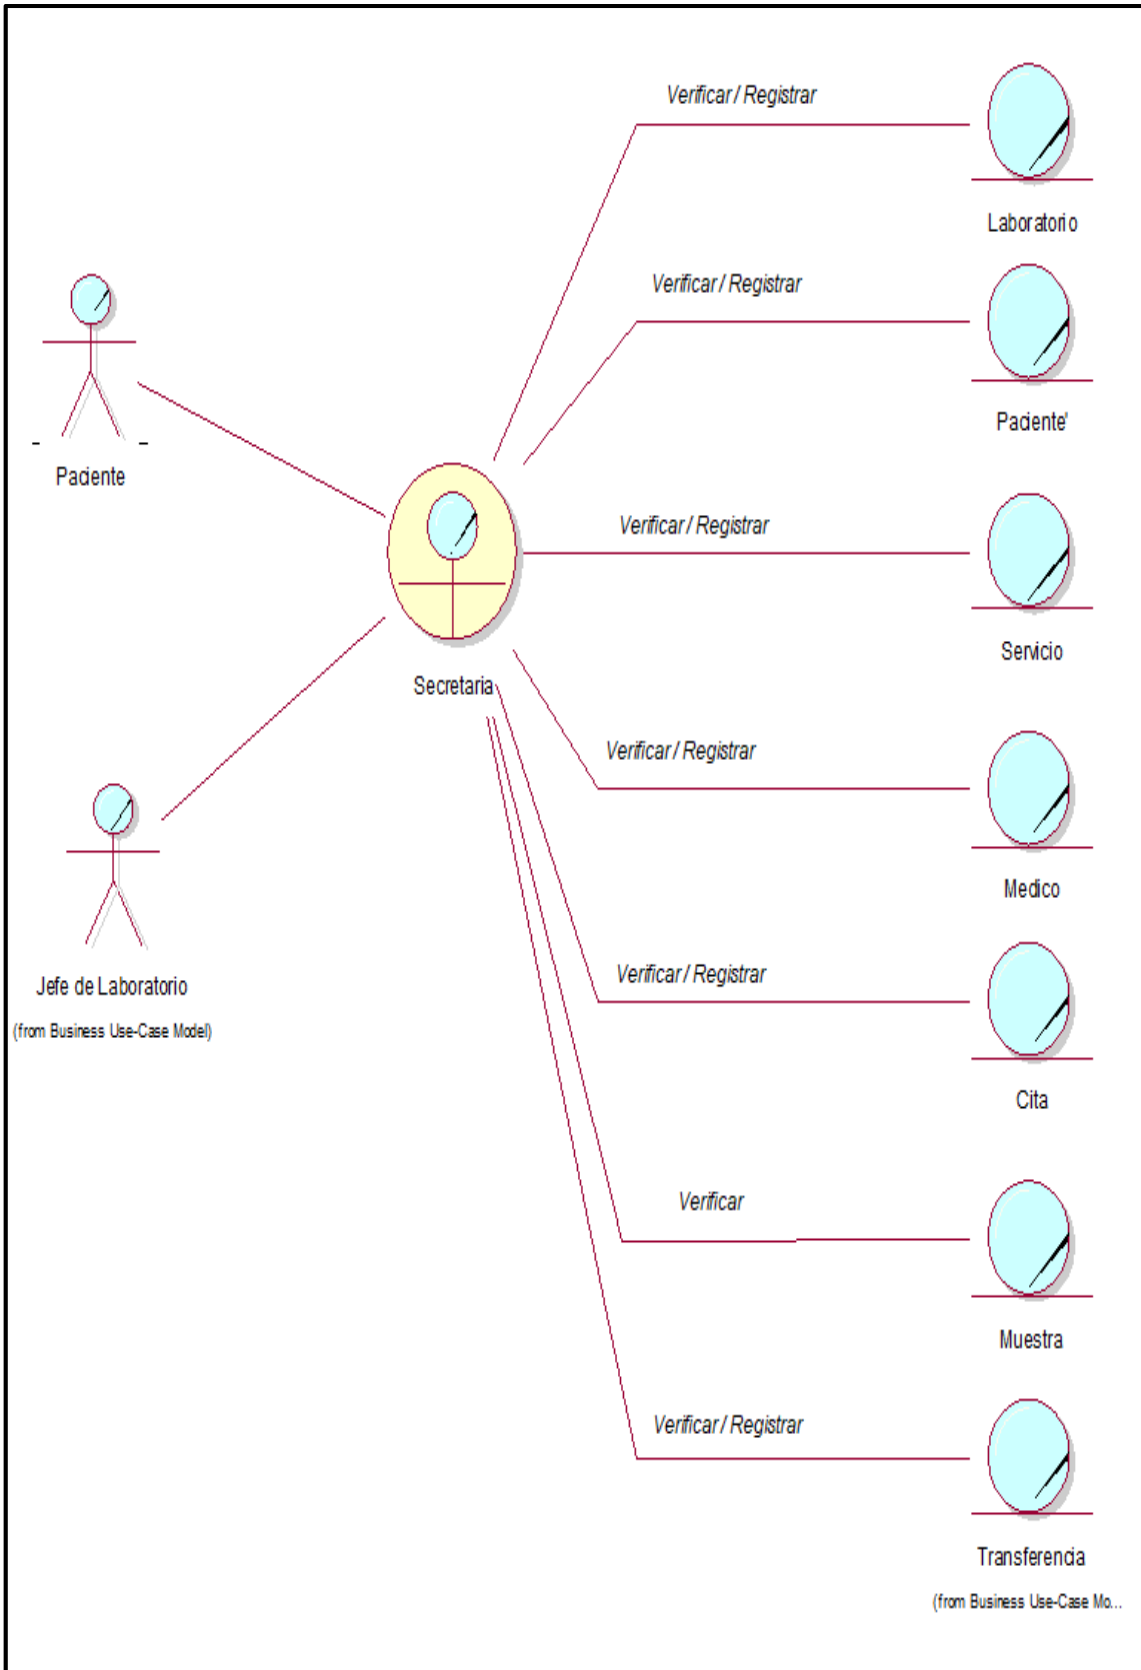 Verificar / Registrar
Laboratorio
Verificar / Registrar
Paciente'
Paciente
Verificar / Registrar
Servicio
Secretaria
Verificar / Registrar
Medico
Jefe de Laboratorio
(from Business Use-Case Model)
Verificar / Registrar
Cita
Verificar
Muestra
Verificar / Registrar
Transferencia
(from Business Use-Case Mo...